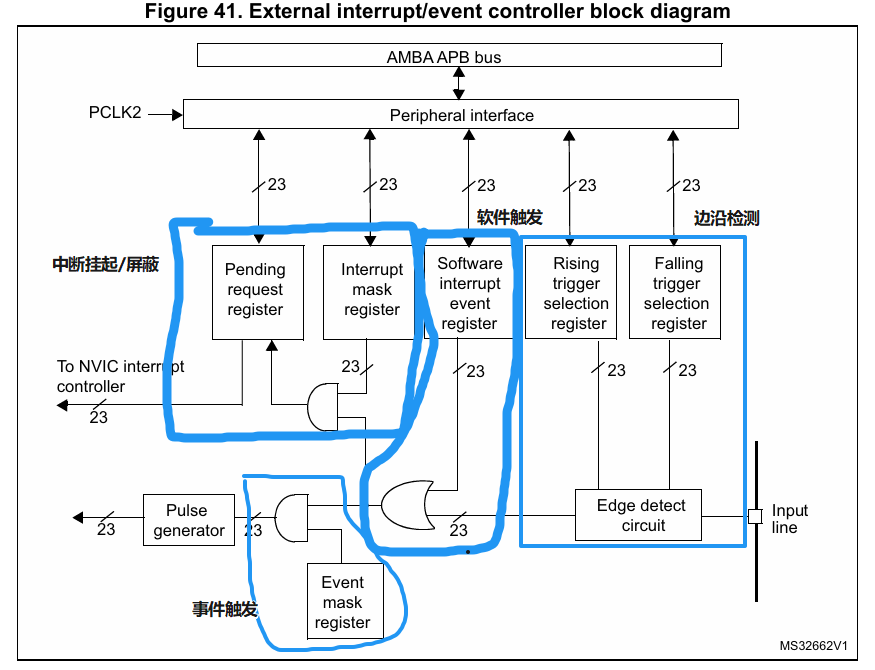 Figure 41. External interrupt/event controller block diagram
AMBA APB bus
PCLK2
Peripheral interface
23
23
23
23
23
软件触发
边沿检测
中断挂起/屏蔽
Pending
request
register
Interrupt
mask
register
Software
interrupt
event
register
Rising
trigger
selection
register
Falling
trigger
selection
register
To NVIC interrupt
controller
23
23
23
23
23
Pulse
generator
23
23
23
Edge detect
circuit
Input
line
Event
mask
register
事件触发
MS32662V1